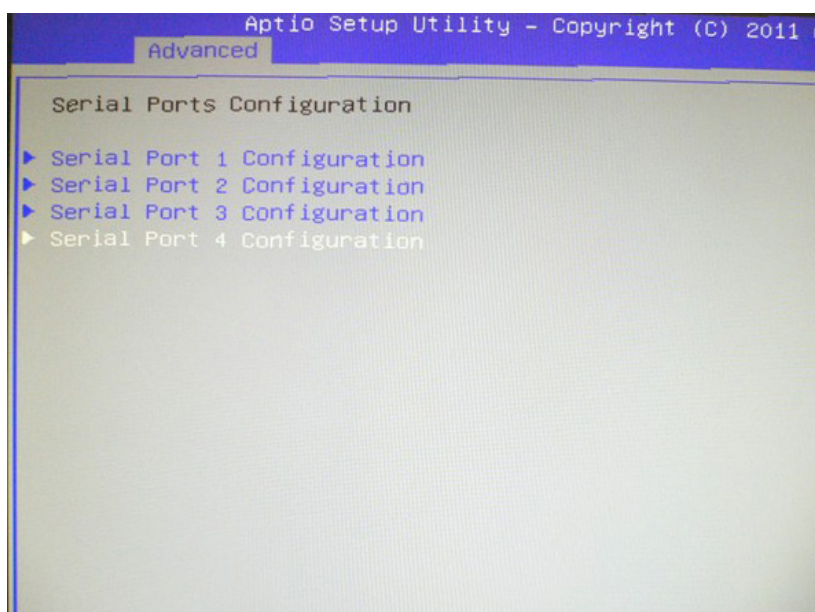 Aptio Setup Utility – Copyright (C) 2011
Advanced
Serial Ports Configuration
Serial Port 1 Configuration
Serial Port 2 Configuration
Serial Port 3 Configuration
Serial Port 4 Configuration